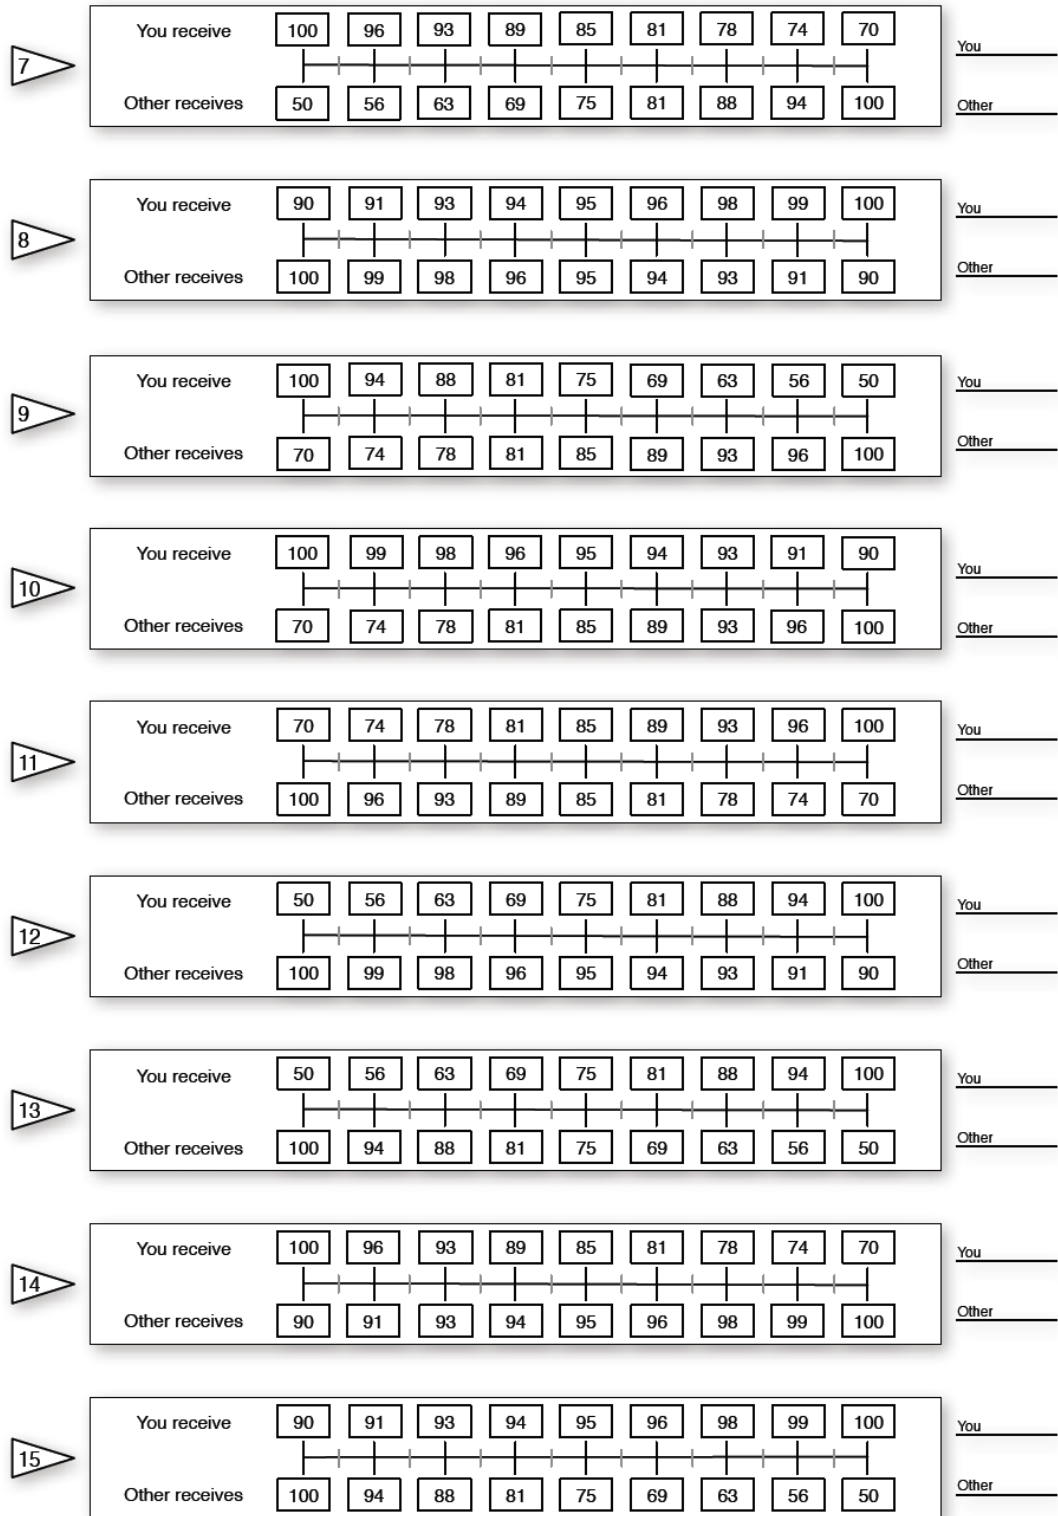 You receive 100 96 93 89 85 81 78 74 70 You
7
Other receives 50 56 63 69 75 81 88 94 100 Other
You receive 90 91 93 94 95 96 98 99 100 You
8
Other receives 100 99 98 96 95 94 93 91 90 Other
You receive 100 94 88 81 75 69 63 56 50 You
9
Other receives 70 74 78 81 85 89 93 96 100 Other
You receive 100 99 98 96 95 94 93 91 90 You
10
Other receives 70 74 78 81 85 89 93 96 100 Other
You receive 70 74 78 81 85 89 93 96 100 You
11
Other receives 100 96 93 89 85 81 78 74 70 Other
You receive 50 56 63 69 75 81 88 94 100 You
12
Other receives 100 99 98 96 95 94 93 91 90 Other
You receive 50 56 63 69 75 81 88 94 100 You
13
Other receives 100 94 88 81 75 69 63 56 50 Other
You receive 100 96 93 89 85 81 78 74 70 You
14
Other receives 90 91 93 94 95 96 98 99 100 Other
You receive 90 91 93 94 95 96 98 99 100 You
15
Other receives 100 94 88 81 75 69 63 56 50 Other